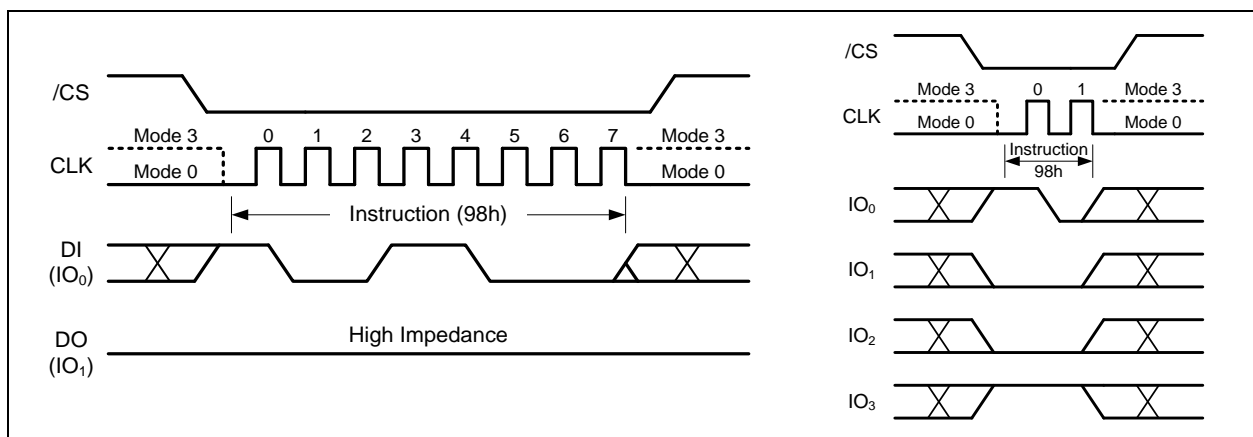 /CS
Mode 3 0 1 2 3 4 5 6 7 Mode 3
CLK Mode 0 Mode 0
Instruction (98h)
DI
(IO₀)
High Impedance
DO
(IO₁)
/CS
Mode 3 0 1 Mode 3
CLK Mode 0 Mode 0
Instruction
98h
IO₀
IO₁
IO₂
IO₃